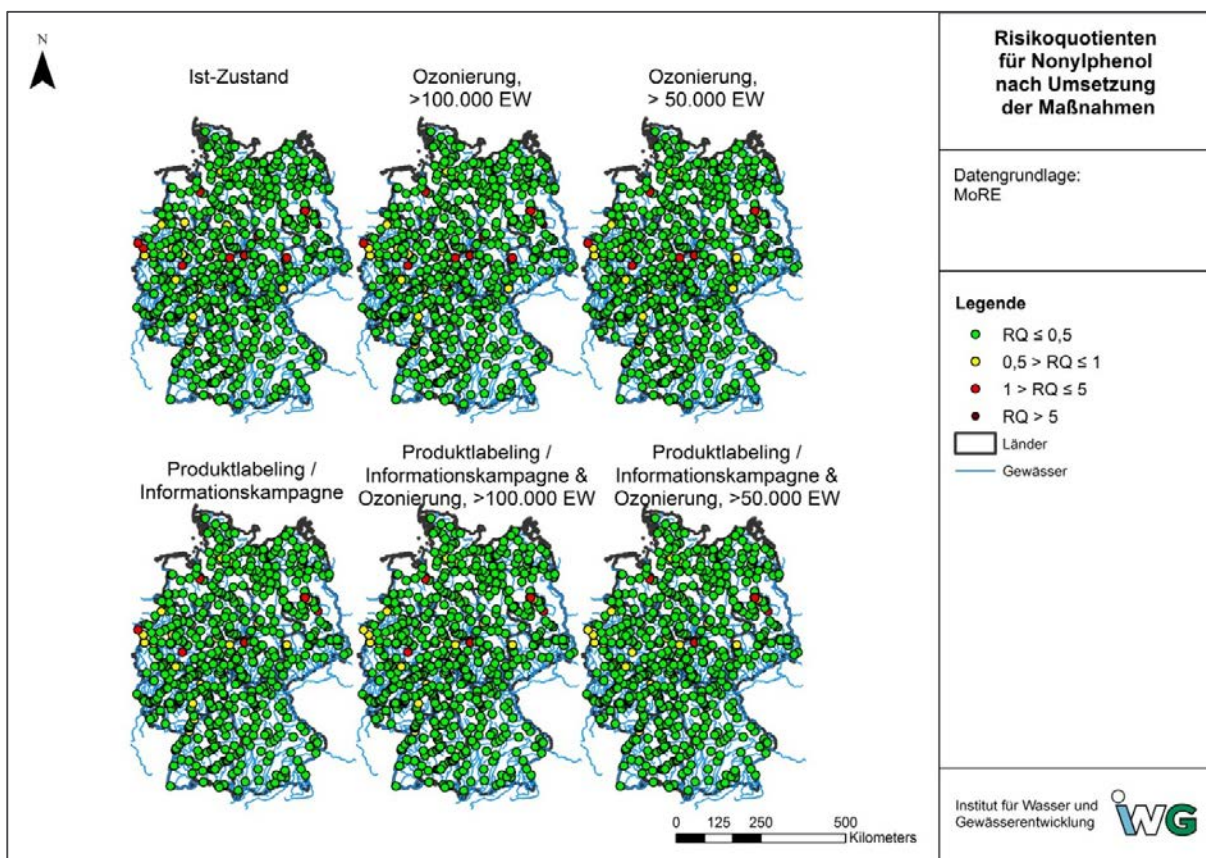 N
Ist-Zustand
Ozonierung,
>100.000 EW
Ozonierung,
> 50.000 EW
Produktlabeling /
Informationskampagne
Produktlabeling /
Informationskampagne &
Ozonierung, >100.000 EW
Produktlabeling /
Informationskampagne &
Ozonierung, >50.000 EW
0 125 250 500
Kilometers
Risikoquotienten
für Nonylphenol
nach Umsetzung
der Maßnahmen
Datengrundlage:
MoRE
Legende
RQ ≤ 0,5
0,5 > RQ ≤ 1
1 > RQ ≤ 5
RQ > 5
Länder
Gewässer
Institut für Wasser und
Gewässerentwicklung
iWG